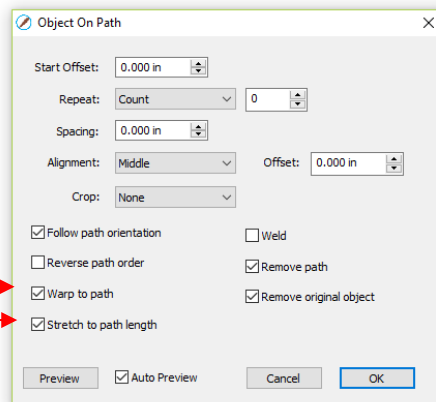 Object On Path
Start Offset: 0.000 in
Repeat: Count 0
Spacing: 0.000 in
Alignment: Middle Offset: 0.000 in
Crop: None
Follow path orientation Weld
Reverse path order Remove path
Warp to path Remove original object
Stretch to path length
Preview Auto Preview Cancel OK